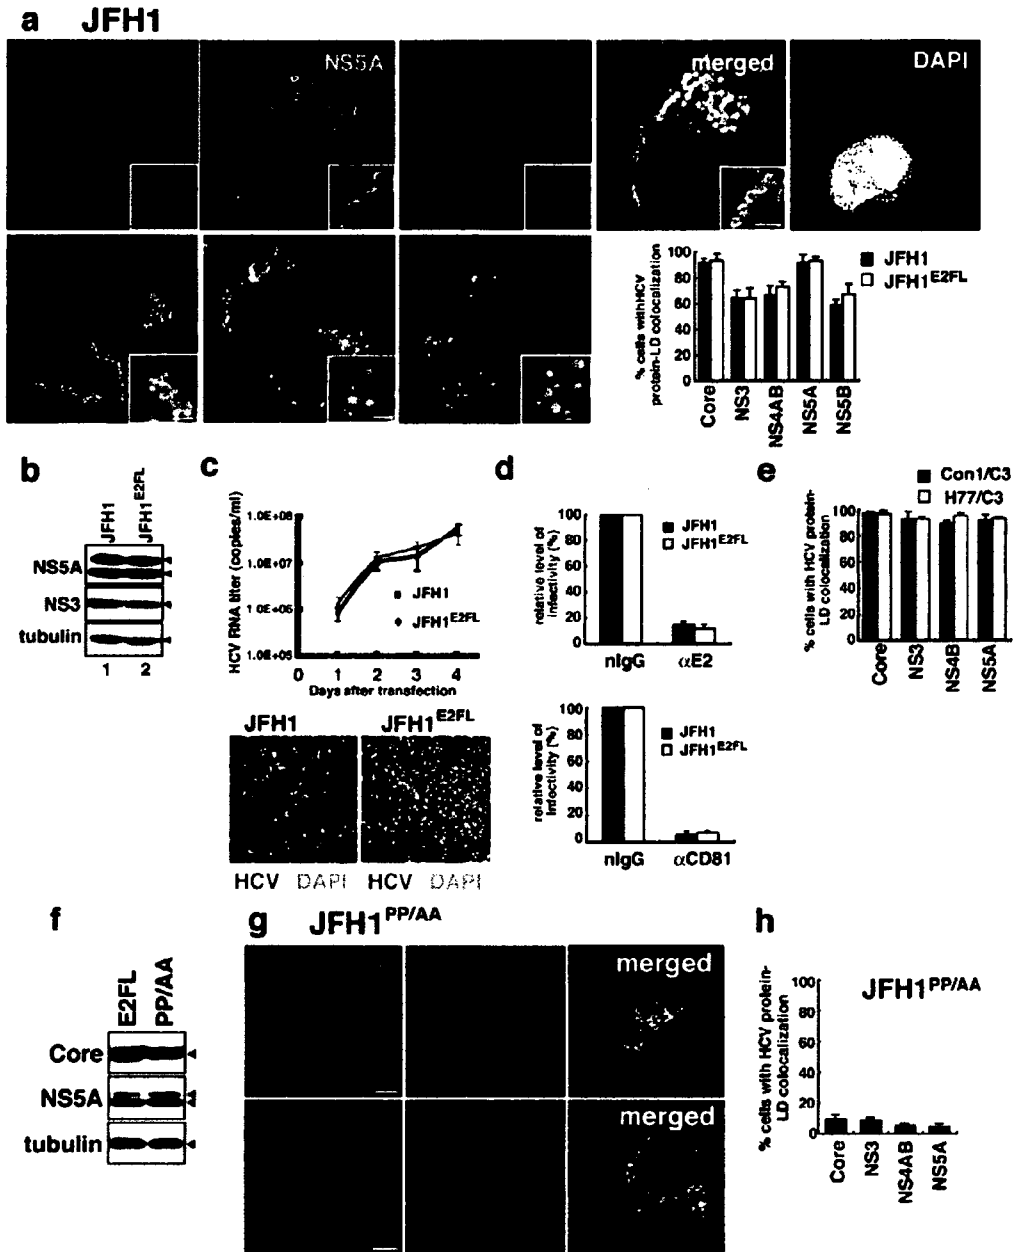 a JFH1
NS5A
merged
DAPI
% cells with HCV
protein-LD colocalization
100
80
60
40
20
0
Core
NS3
NS4AB
NS5A
NS5B
JFH1
JFH1E2FL
b
JFH1
JFH1E2FL
NS5A
NS3
tubulin
1 2
c
HCV RNA titer (copies/ml)
1.0E+08
1.0E+07
1.0E+06
1.0E+05
0 1 2 3 4
Days after transfection
JFH1
JFH1E2FL
JFH1 JFH1E2FL
HCV DAPI HCV DAPI
d
relative level of
infectivity (%)
100
80
60
40
20
0
nIgG αE2
JFH1
JFH1E2FL
relative level of
infectivity (%)
100
80
60
40
20
0
nIgG αCD81
JFH1
JFH1E2FL
e
Con1/C3
H77/C3
% cells with HCV protein-
LD colocalization
100
80
60
40
20
0
Core
NS3
NS4B
NS5A
f
E2FL
PP/AA
Core
NS5A
tubulin
g JFH1PP/AA
merged
merged
h
JFH1PP/AA
% cells with HCV protein-
LD colocalization
100
80
60
40
20
0
Core
NS3
NS4AB
NS5A